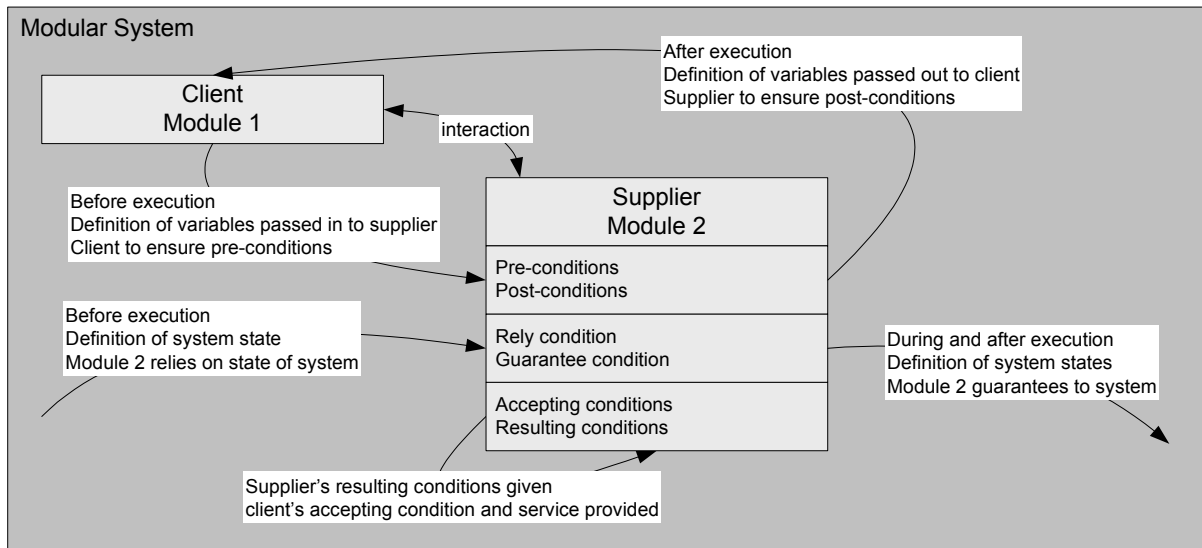 Modular System
Client
Module 1
After execution
Definition of variables passed out to client
Supplier to ensure post-conditions
interaction
Before execution
Definition of variables passed in to supplier
Client to ensure pre-conditions
Supplier
Module 2
Pre-conditions
Post-conditions
Before execution
Definition of system state
Module 2 relies on state of system
Rely condition
Guarantee condition
During and after execution
Definition of system states
Module 2 guarantees to system
Accepting conditions
Resulting conditions
Supplier’s resulting conditions given
client’s accepting condition and service provided